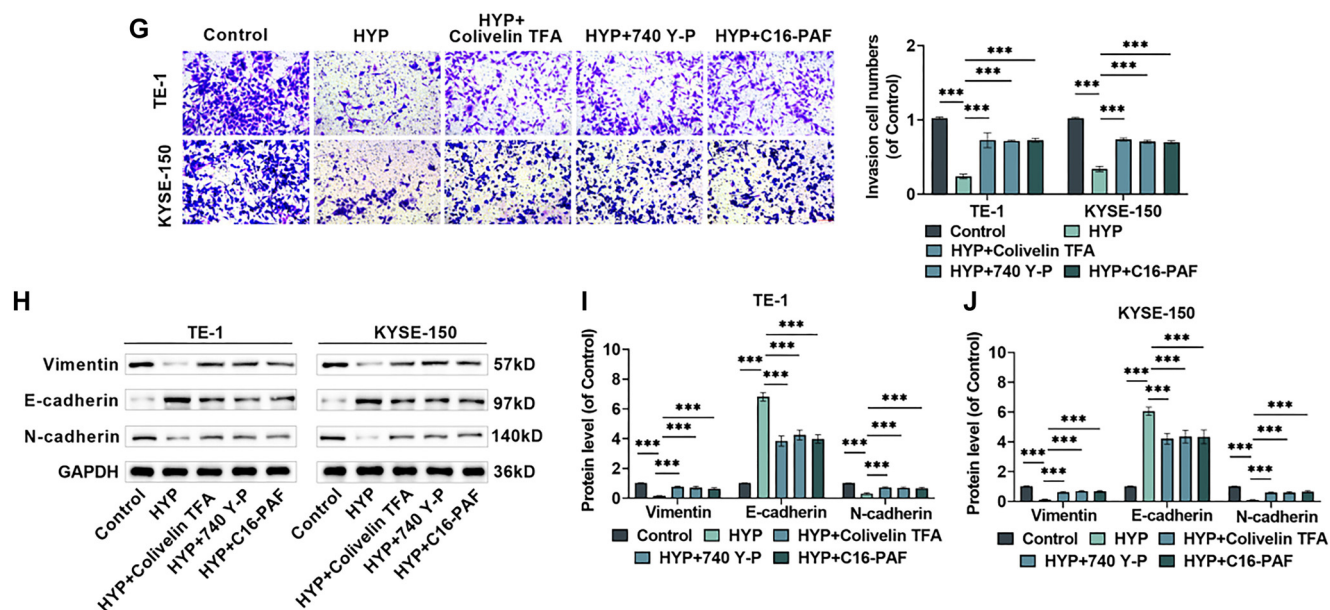 G
Control
HYP
HYP+
Colivelin TFA
HYP+740 Y-P
HYP+C16-PAF
TE-1
KYSE-150
Invasion cell numbers
(of Control)
2
1
0
***
***
***
***
***
***
***
***
TE-1
KYSE-150
Control
HYP
HYP+Colivelin TFA
HYP+740 Y-P
HYP+C16-PAF
H
TE-1
KYSE-150
Vimentin
57kD
E-cadherin
97kD
N-cadherin
140kD
GAPDH
36kD
Control
HYP
HYP+Colivelin TFA
HYP+740 Y-P
HYP+C16-PAF
Control
HYP
HYP+Colivelin TFA
HYP+740 Y-P
HYP+C16-PAF
I
TE-1
Protein level (of Control)
10
8
6
4
2
0
***
***
***
***
***
***
***
***
***
***
***
***
Vimentin
E-cadherin
N-cadherin
Control
HYP
HYP+Colivelin TFA
HYP+740 Y-P
HYP+C16-PAF
J
KYSE-150
Protein level (of Control)
10
8
6
4
2
0
***
***
***
***
***
***
***
***
***
***
***
***
Vimentin
E-cadherin
N-cadherin
Control
HYP
HYP+Colivelin TFA
HYP+740 Y-P
HYP+C16-PAF